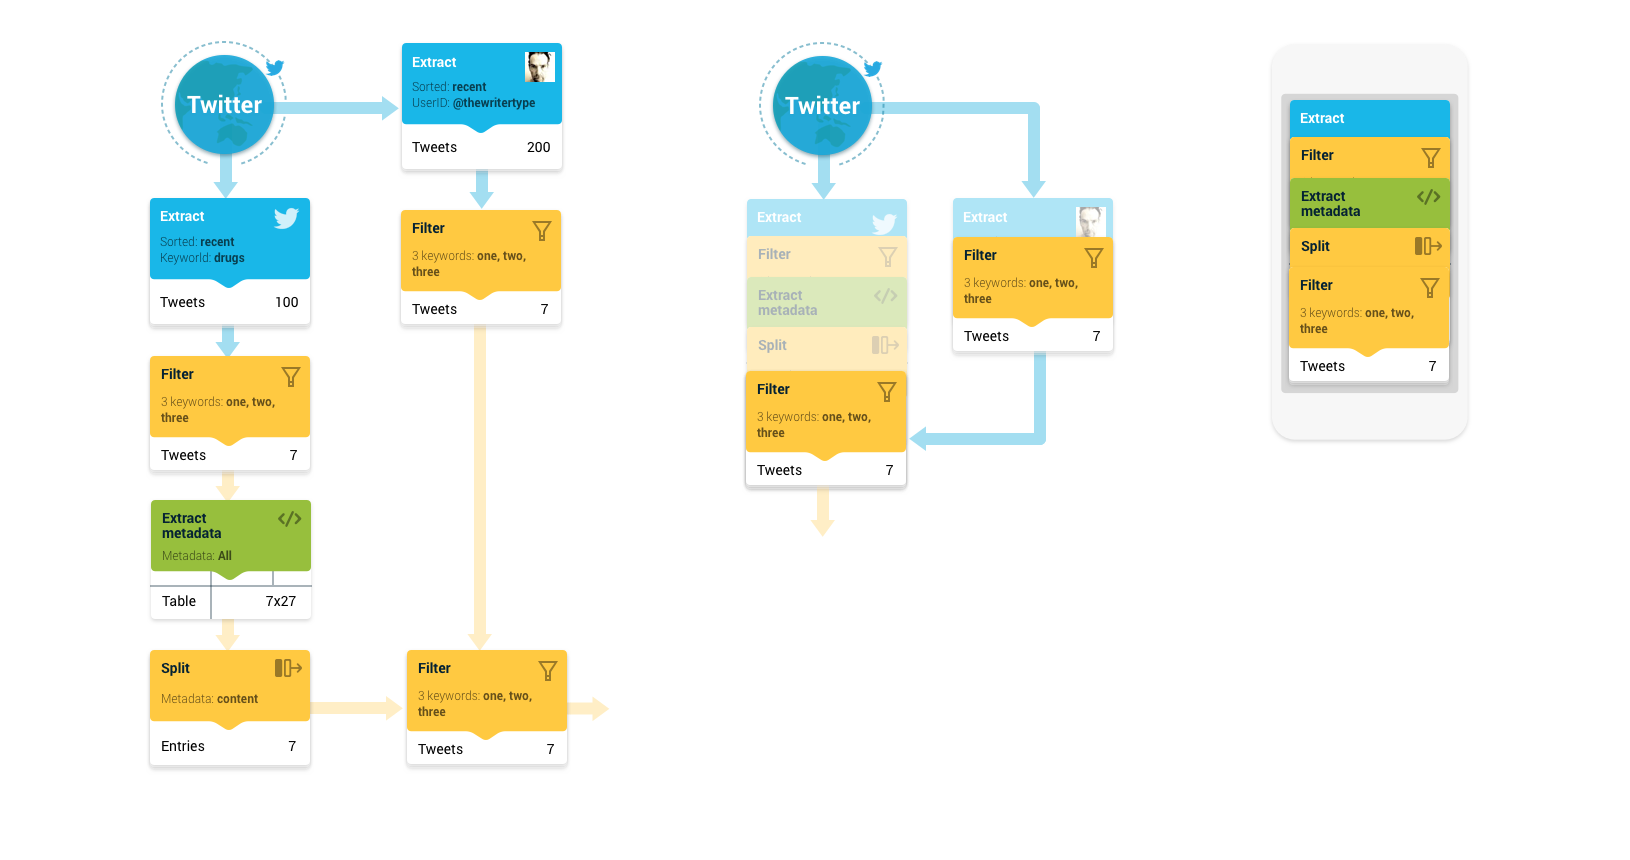 Twitter
Extract
Sorted: recent
UserID: @thewritertype
Tweets 200
Extract
Sorted: recent
KeyworId: drugs
Tweets 100
Filter
3 keywords: one, two,
three
Tweets 7
Filter
3 keywords: one, two,
three
Tweets 7
Extract
metadata
Metadata: All
Table 7x27
Split
Metadata: content
Entries 7
Filter
3 keywords: one, two,
three
Tweets 7
Twitter
Extract
Filter
Extract
metadata
Split
Filter
3 keywords: one, two,
three
Tweets 7
Extract
Filter
3 keywords: one, two,
three
Tweets 7
Extract
Filter
Extract
metadata
Split
Filter
3 keywords: one, two,
three
Tweets 7